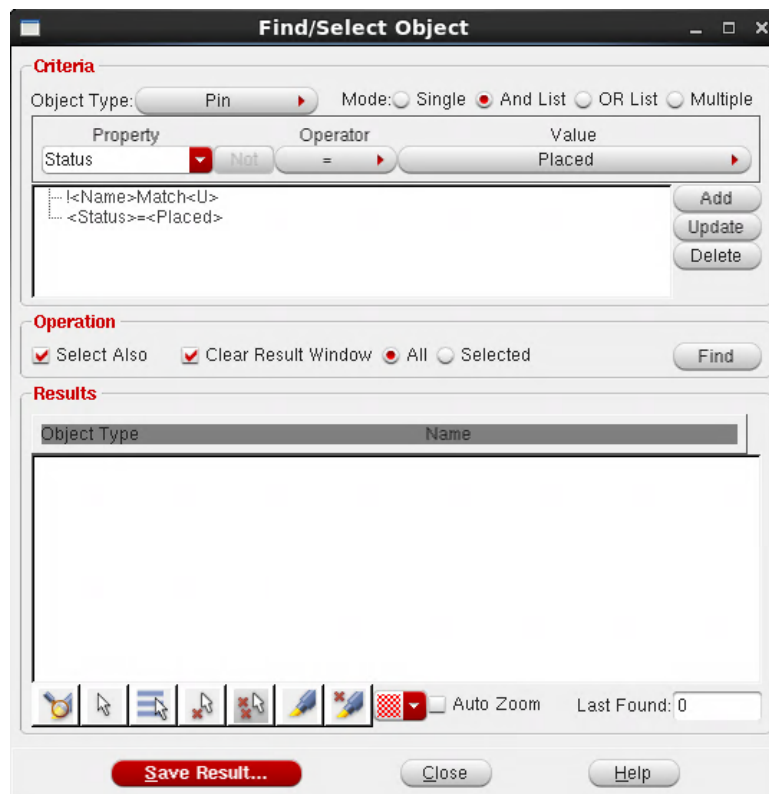 Find/Select Object
Criteria
Object Type: Pin Mode: Single And List OR List Multiple
Property Operator Value
Status Not = Placed
!<Name>Match<U>
<Status>=<Placed>
Add
Update
Delete
Operation
Select Also Clear Result Window All Selected Find
Results
Object Type Name
Auto Zoom Last Found: 0
Save Result... Close Help